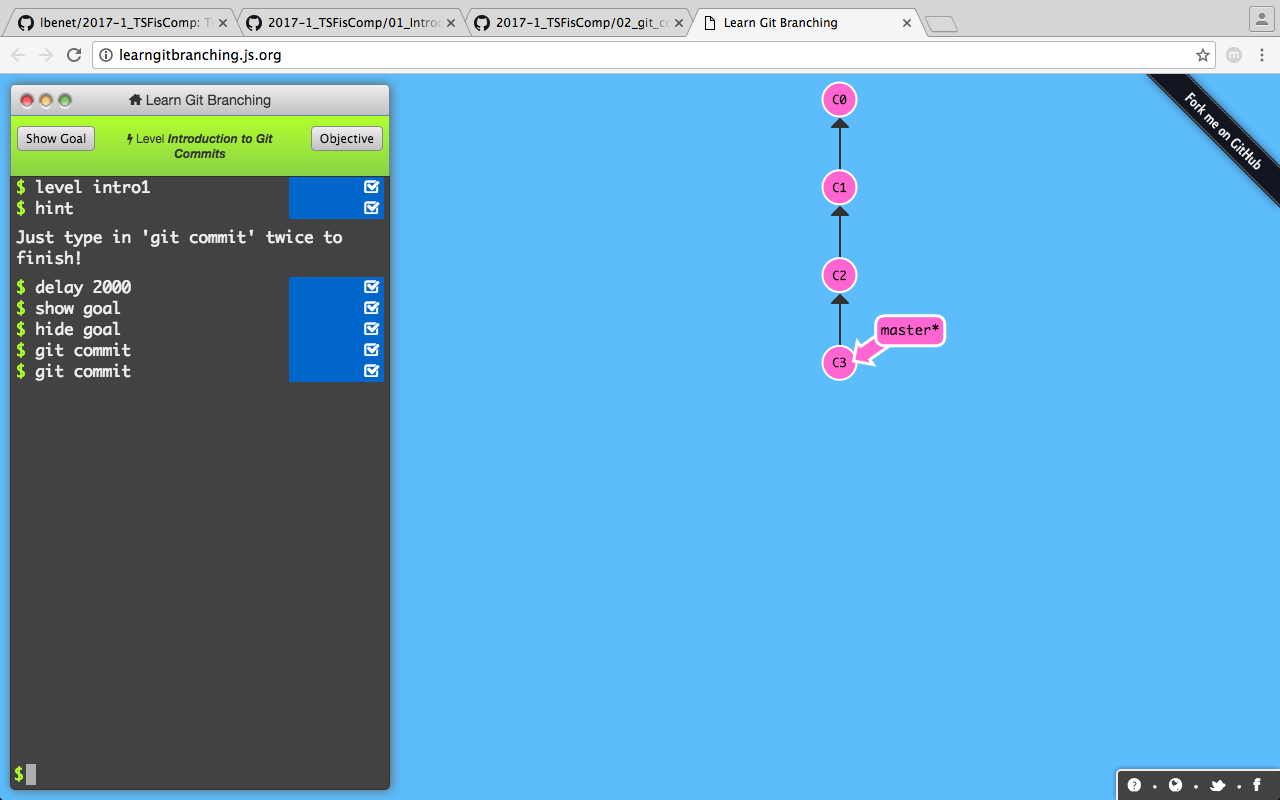 lbenet/2017-1_TSFisComp: T
2017-1_TSFisComp/01_Introd
2017-1_TSFisComp/02_git_co
Learn Git Branching
learngitbranching.js.org
m
Learn Git Branching
Show Goal
Level Introduction to Git
Commits
Objective
$ level intro1
$ hint
Just type in 'git commit' twice to
finish!
$ delay 2000
$ show goal
$ hide goal
$ git commit
$ git commit
$
C0
C1
C2
master*
C3
Fork me on GitHub